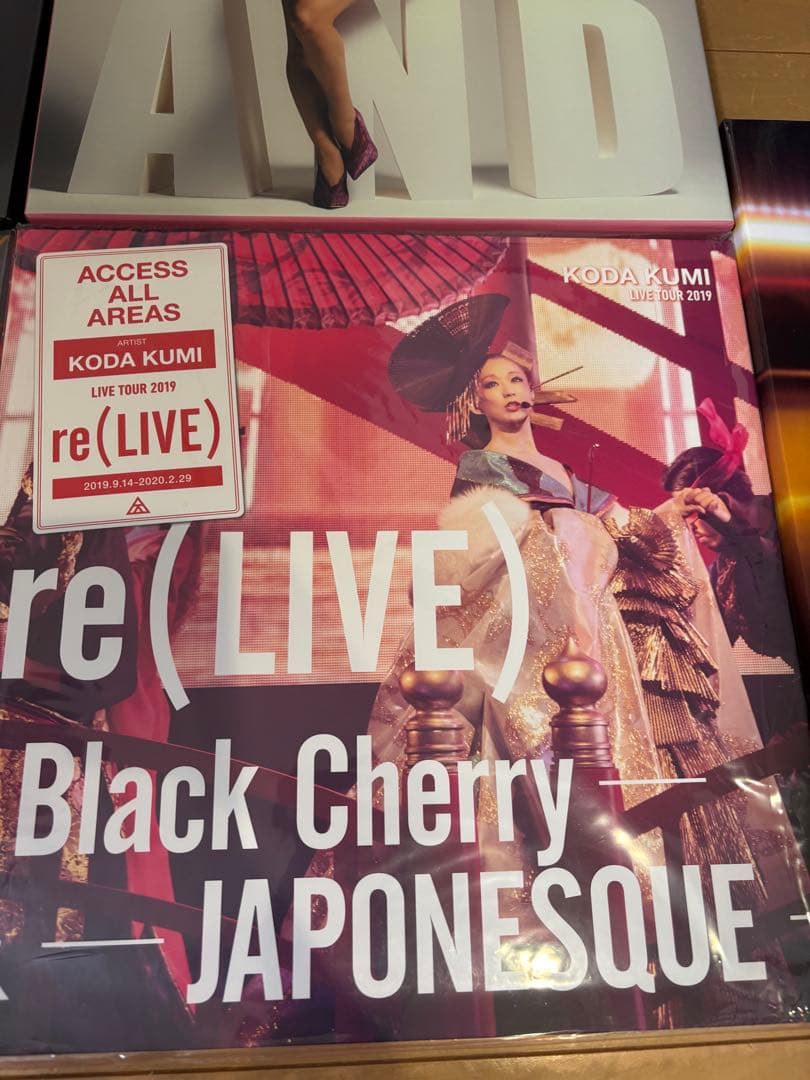 AND
ACCESS
ALL
AREAS
ARTIST
KODA KUMI
LIVE TOUR 2019
re(LIVE)
2019.9.14-2020.2.29
KODA KUMI
LIVE TOUR 2019
re(LIVE)
Black Cherry —
— JAPONESQUE —